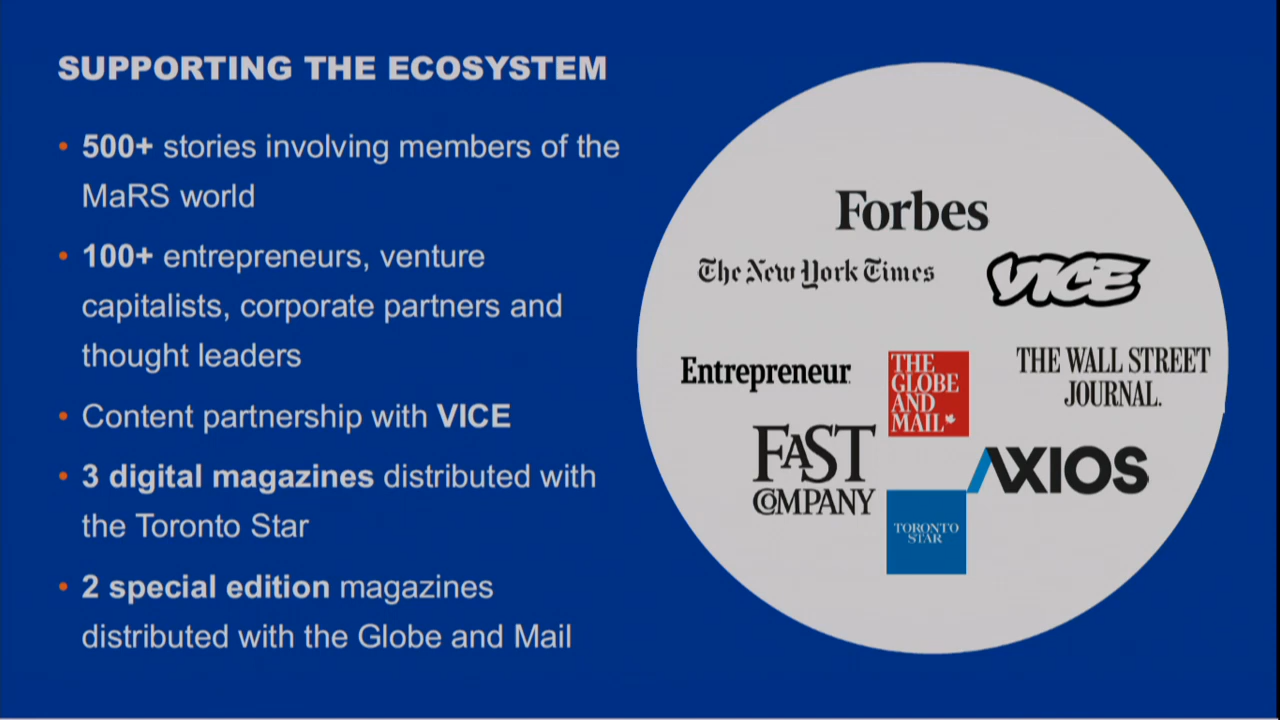 SUPPORTING THE ECOSYSTEM
• 500+ stories involving members of the
MaRS world
• 100+ entrepreneurs, venture
capitalists, corporate partners and
thought leaders
• Content partnership with VICE
• 3 digital magazines distributed with
the Toronto Star
• 2 special edition magazines
distributed with the Globe and Mail
Forbes
The New York Times
VICE
Entrepreneur
THE
GLOBE
AND
MAIL
THE WALL STREET
JOURNAL.
FAST
COMPANY
AXIOS
TORONTO
STAR